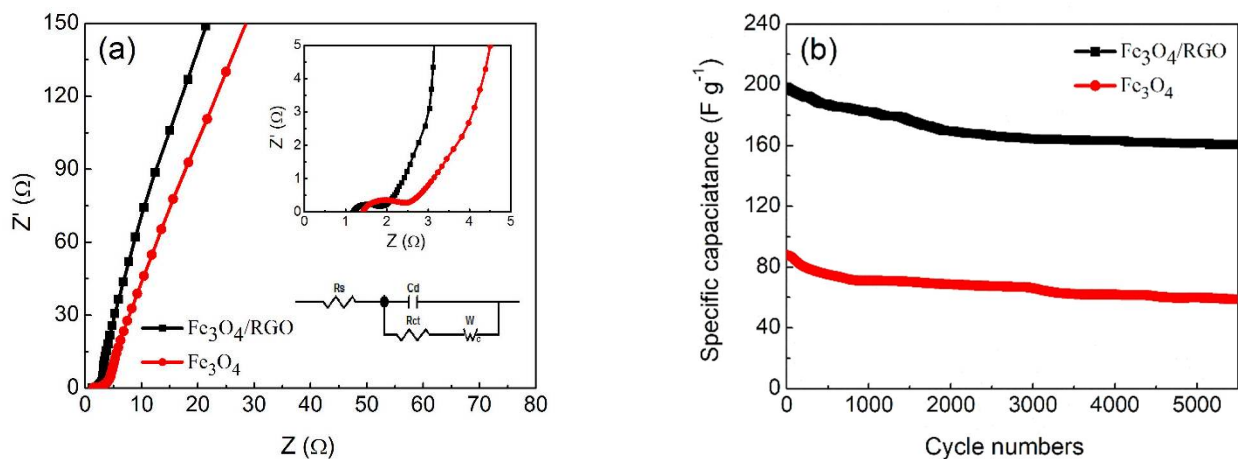 (a)
150
120
90
60
30
0
Z' (Ω)
0 10 20 30 40 50 60 70 80
Z (Ω)
Fe₃O₄/RGO
Fe₃O₄
5
4
3
2
1
0
Z' (Ω)
0 1 2 3 4 5
Z (Ω)
Rs
Cd
Rct
W
c
(b)
Fe₃O₄/RGO
Fe₃O₄
240
200
160
120
80
40
0
Specific capaciatance (F g⁻¹)
0 1000 2000 3000 4000 5000
Cycle numbers